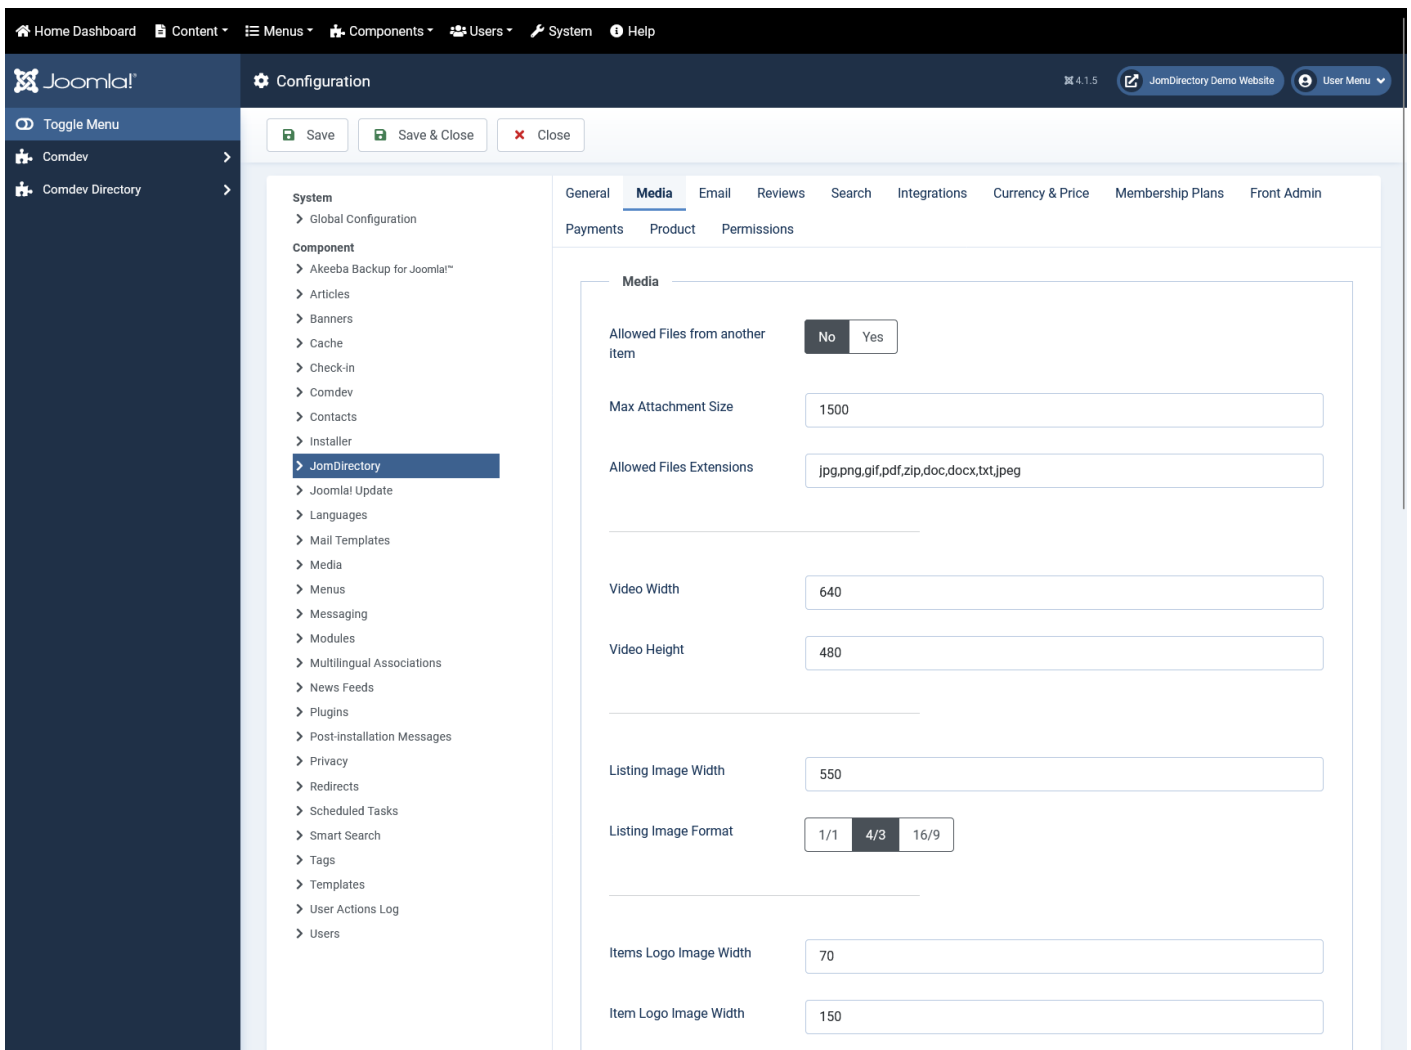 Home Dashboard Content Menus Components Users System Help
Joomla!
Configuration
4.1.5
JomDirectory Demo Website
User Menu
Toggle Menu
Comdev
Comdev Directory
Save
Save & Close
Close
System
Global Configuration
Component
Akeeba Backup for Joomla!™
Articles
Banners
Cache
Check-in
Comdev
Contacts
Installer
JomDirectory
Joomla! Update
Languages
Mail Templates
Media
Menus
Messaging
Modules
Multilingual Associations
News Feeds
Plugins
Post-installation Messages
Privacy
Redirects
Scheduled Tasks
Smart Search
Tags
Templates
User Actions Log
Users
General Media Email Reviews Search Integrations Currency & Price Membership Plans Front Admin
Payments Product Permissions
Media
Allowed Files from another
item
No Yes
Max Attachment Size
1500
Allowed Files Extensions
jpg,png,gif,pdf,zip,doc,docx,txt,jpeg
Video Width
640
Video Height
480
Listing Image Width
550
Listing Image Format
1/1 4/3 16/9
Items Logo Image Width
70
Item Logo Image Width
150